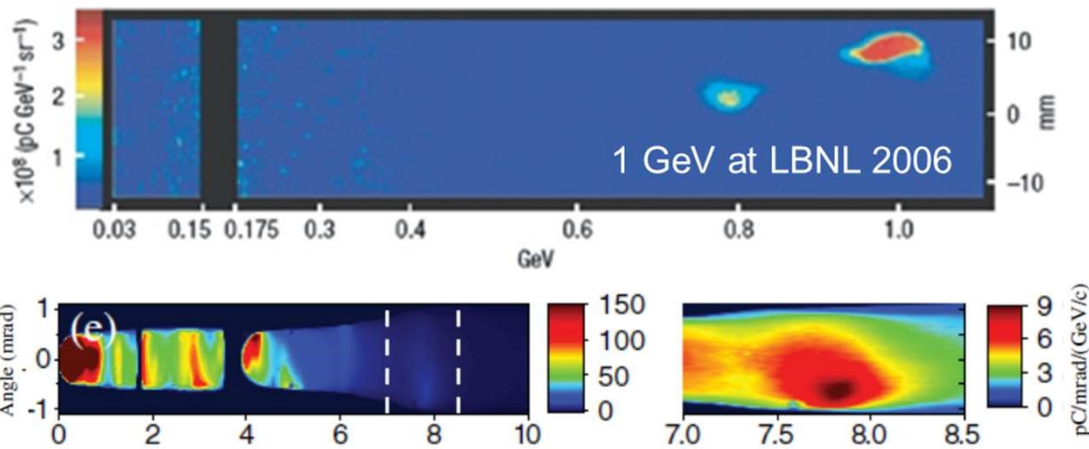 ×10⁸ (pC GeV⁻¹ sr⁻¹)
3
2
1
10
0
−10
mm
1 GeV at LBNL 2006
0.03 0.15 0.175 0.3 0.4 0.6 0.8 1.0
GeV
Angle (mrad)
1
0
-1
(e)
0 2 4 6 8 10
150
100
50
0
7.0 7.5 8.0 8.5
9
6
3
0
pC/mrad/(GeV/c)